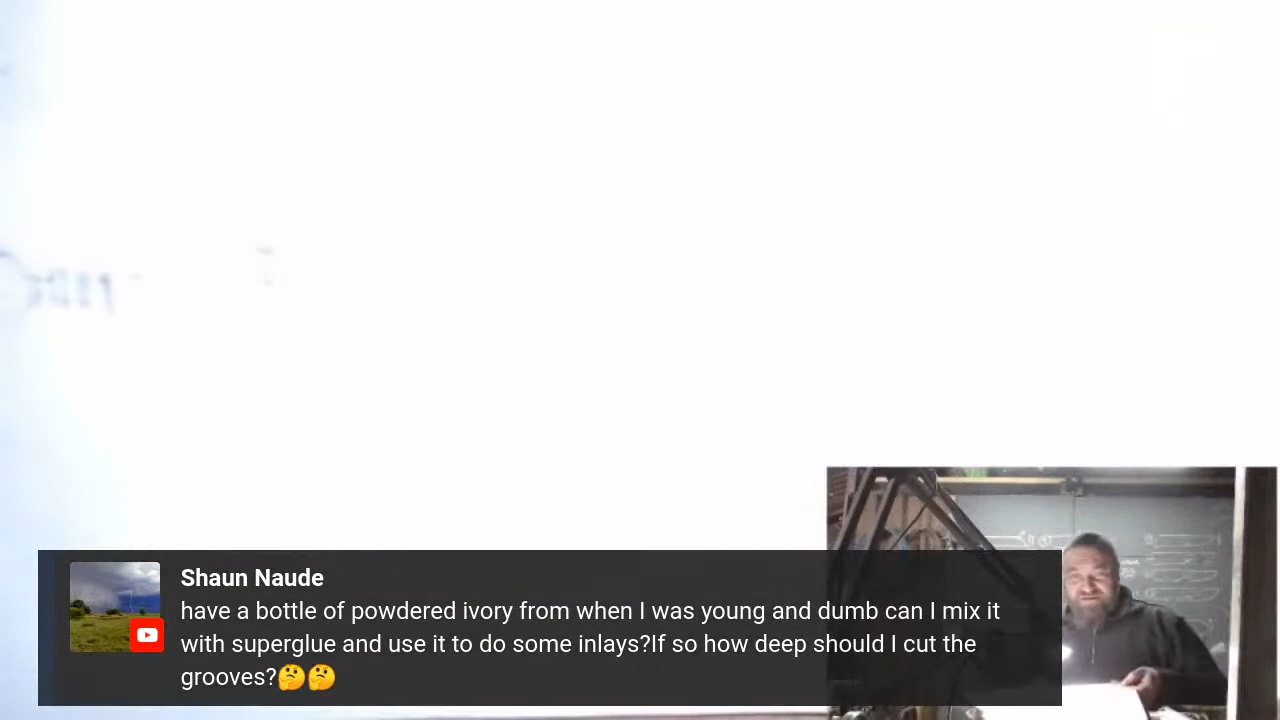 Shaun Naude
have a bottle of powdered ivory from when I was young and dumb can I mix it
with superglue and use it to do some inlays?If so how deep should I cut the
grooves?🤔🤔